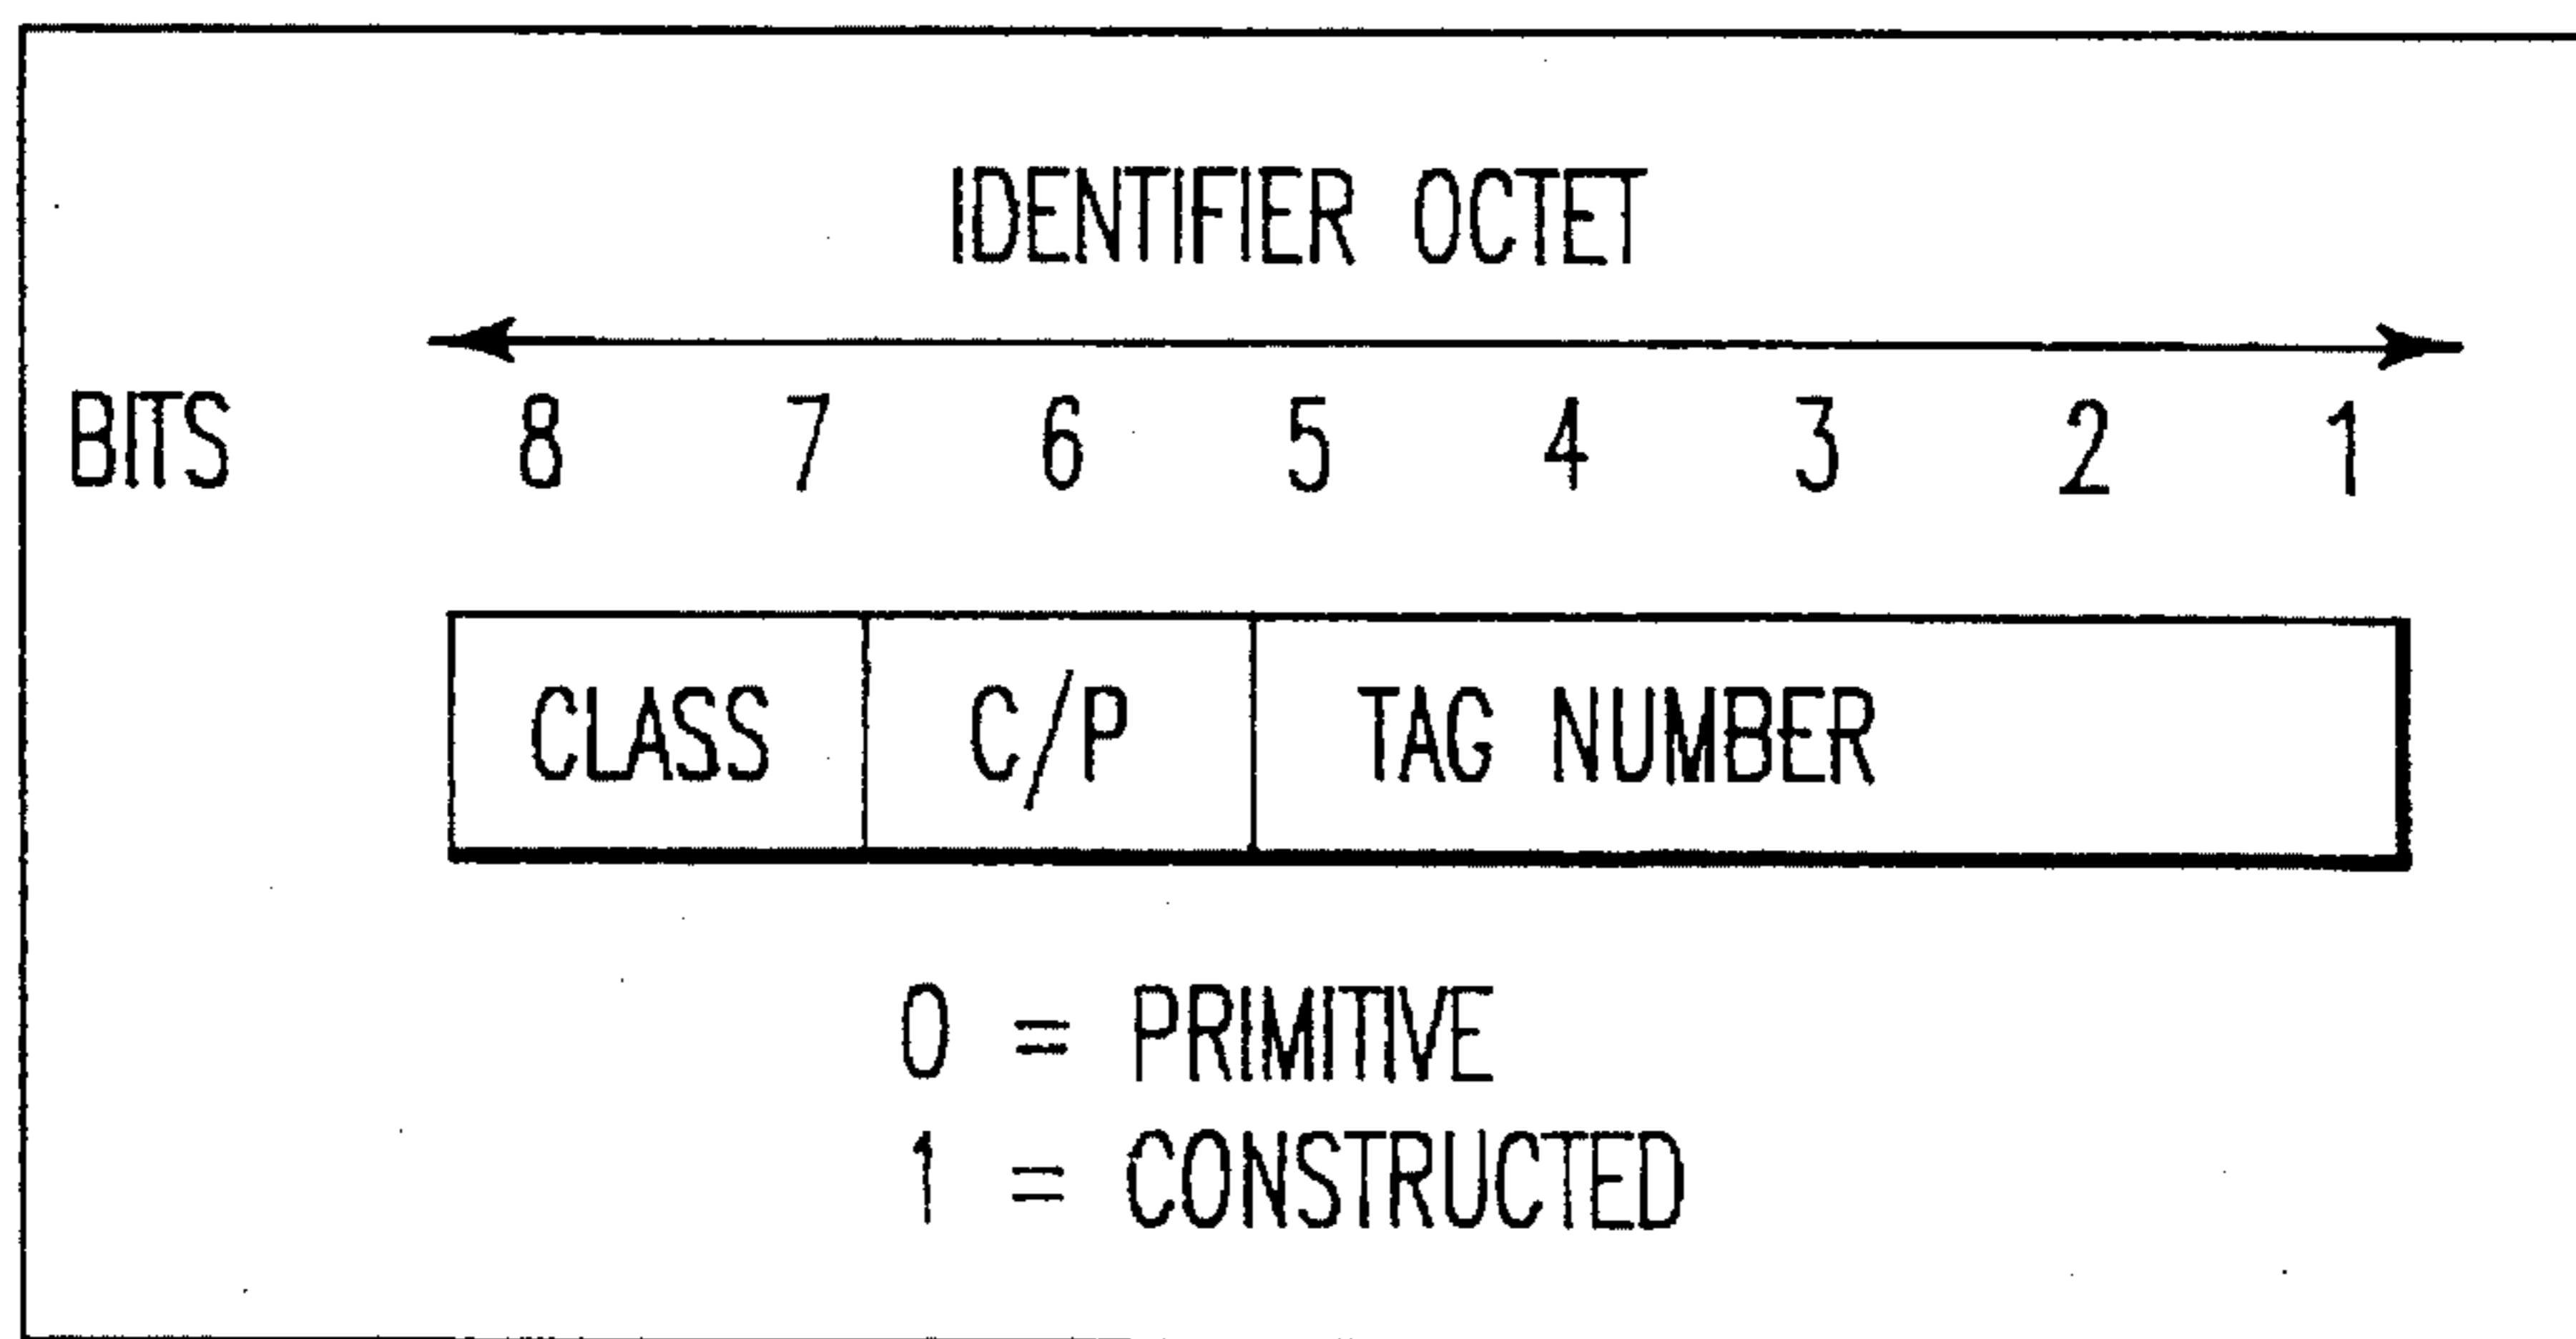 IDENTIFIER OCTET
BITS 8 7 6 5 4 3 2 1
CLASS C/P TAG NUMBER
0 = PRIMITIVE
1 = CONSTRUCTED